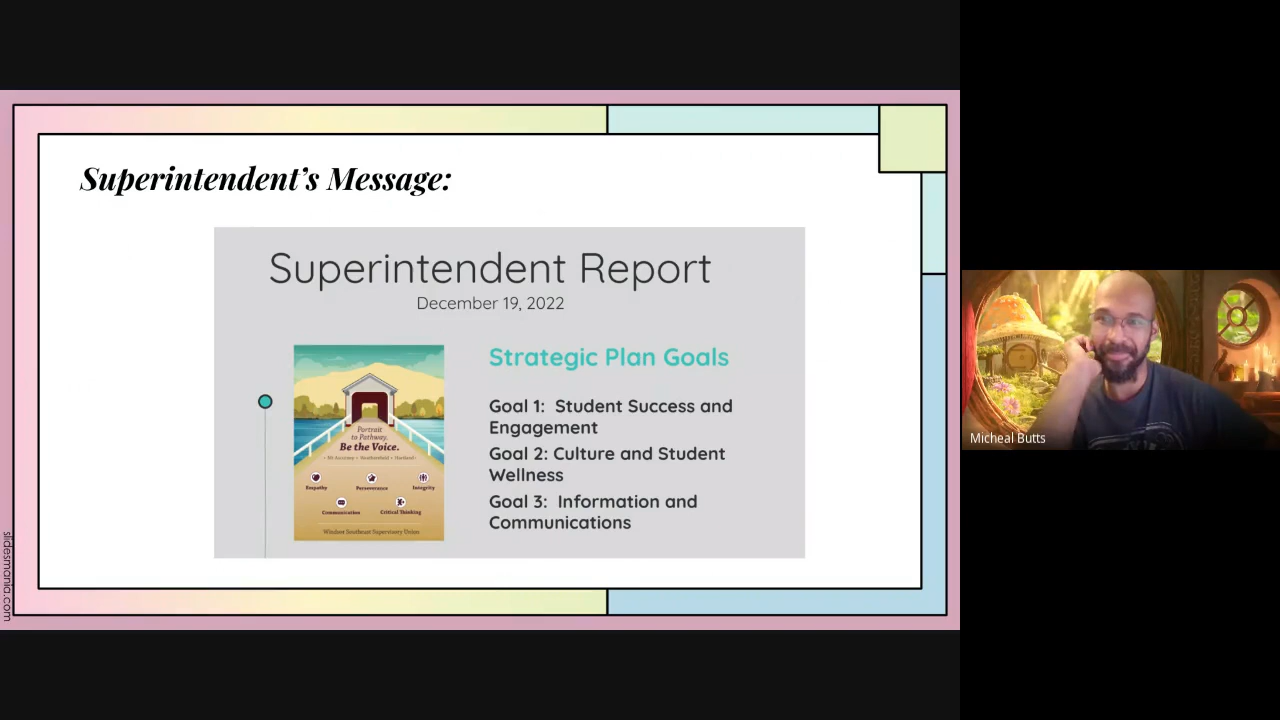 Superintendent's Message:
Superintendent Report
December 19, 2022
Strategic Plan Goals
Goal 1: Student Success and
Engagement
Goal 2: Culture and Student
Wellness
Goal 3: Information and
Communications
Portrait
to Pathway.
Be the Voice.
Empathy
Perseverance
Integrity
Communication
Critical Thinking
Windsor Southeast Supervisory Union
slidesmania.com
Micheal Butts